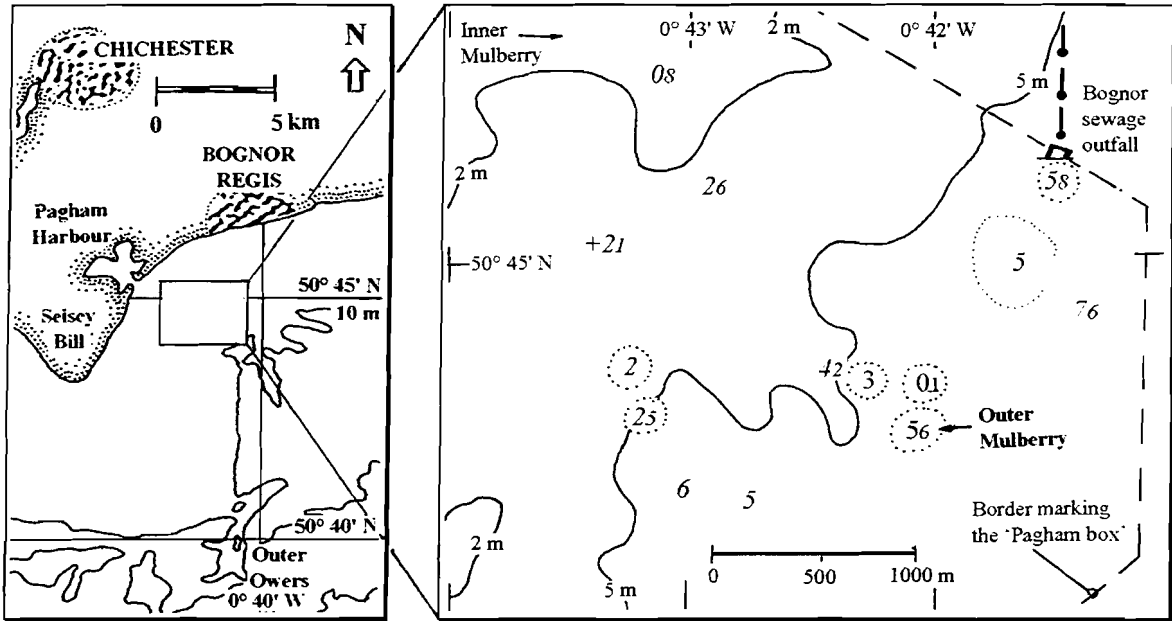 CHICHESTER
N
0
5 km
BOGNOR
REGIS
Pagham
Harbour
50° 45' N
10 m
Selsey
Bill
50° 40' N
Outer
Owers
0° 40' W
Inner
Mulberry
0° 43' W
2 m
0° 42' W
08
5 m
Bognor
sewage
outfall
2 m
26
58
+21
50° 45' N
5
76
2
42
3
01
25
56
Outer
Mulberry
6
5
Border marking
the 'Pagham box'
2 m
0
500
1000 m
5 m